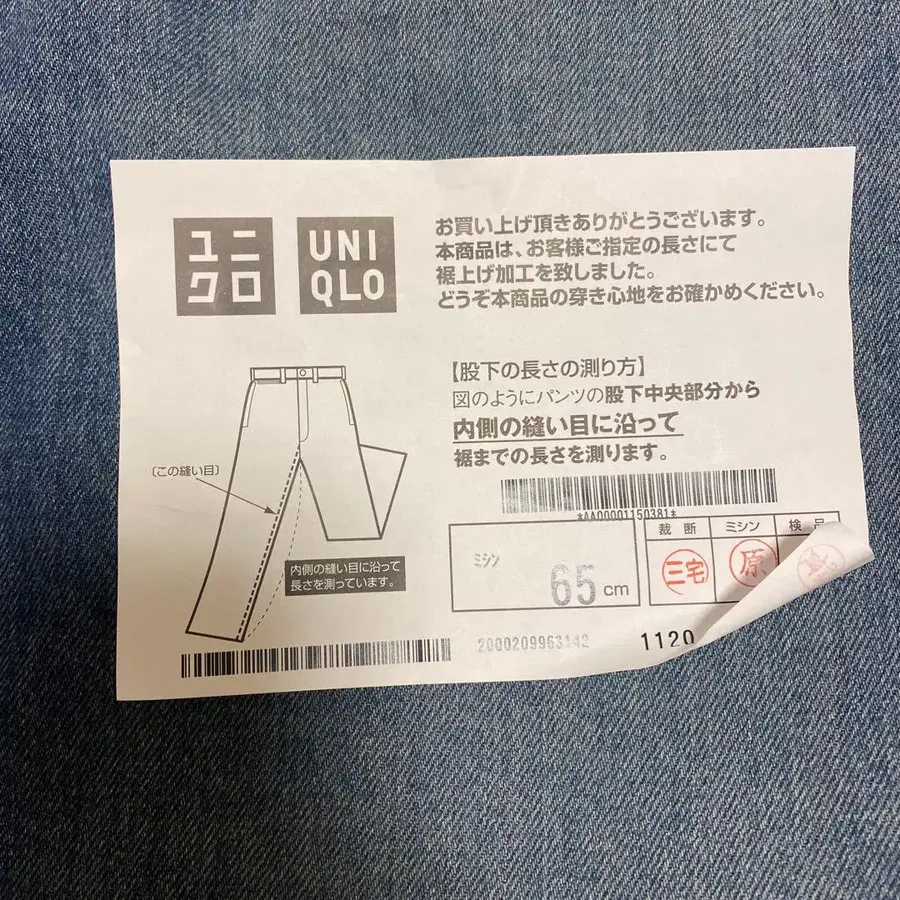 ユニ
クロ
UNI
QLO
お買い上げ頂きありがとうございます。
本商品は、お客様ご指定の長さにて
裾上げ加工を致しました。
どうぞ本商品の穿き心地をお確かめください。
【股下の長さの測り方】
図のようにパンツの股下中央部分から
内側の縫い目に沿って
裾までの長さを測ります。
〔この縫い目〕
内側の縫い目に沿って
長さを測っています。
*AA00001150381*
ミシン
65 cm
裁断 ミシン 検品
三宅 原
2000209963142 1120